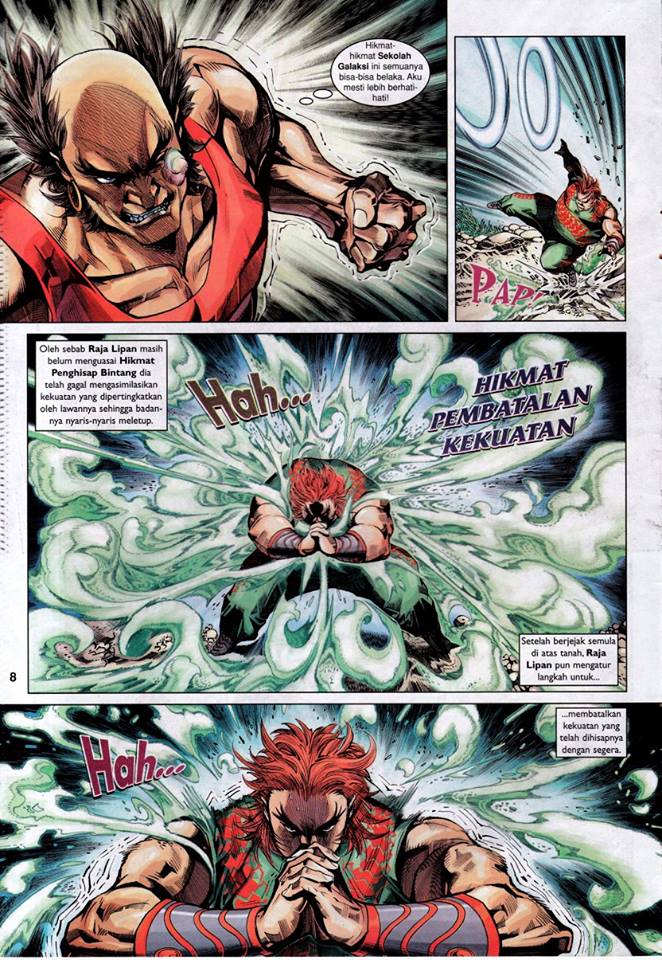 Hikmat-
hikmat Sekolah
Galaksi ini semuanya
bisa-bisa belaka. Aku
mesti lebih berhati-
hati!
PAP!
Oleh sebab Raja Lipan masih
belum menguasai Hikmat
Penghisap Bintang dia
telah gagal mengasimilasikan
kekuatan yang dipertingkatkan
oleh lawannya sehingga badan-
nya nyaris-nyaris meletup.
Hah...
HIKMAT
PEMBATALAN
KEKUATAN
Setelah berjejak semula
di atas tanah, Raja
Lipan pun mengatur
langkah untuk...
8
...membatalkan
kekuatan yang
telah dihisapnya
dengan segera.
Hah...